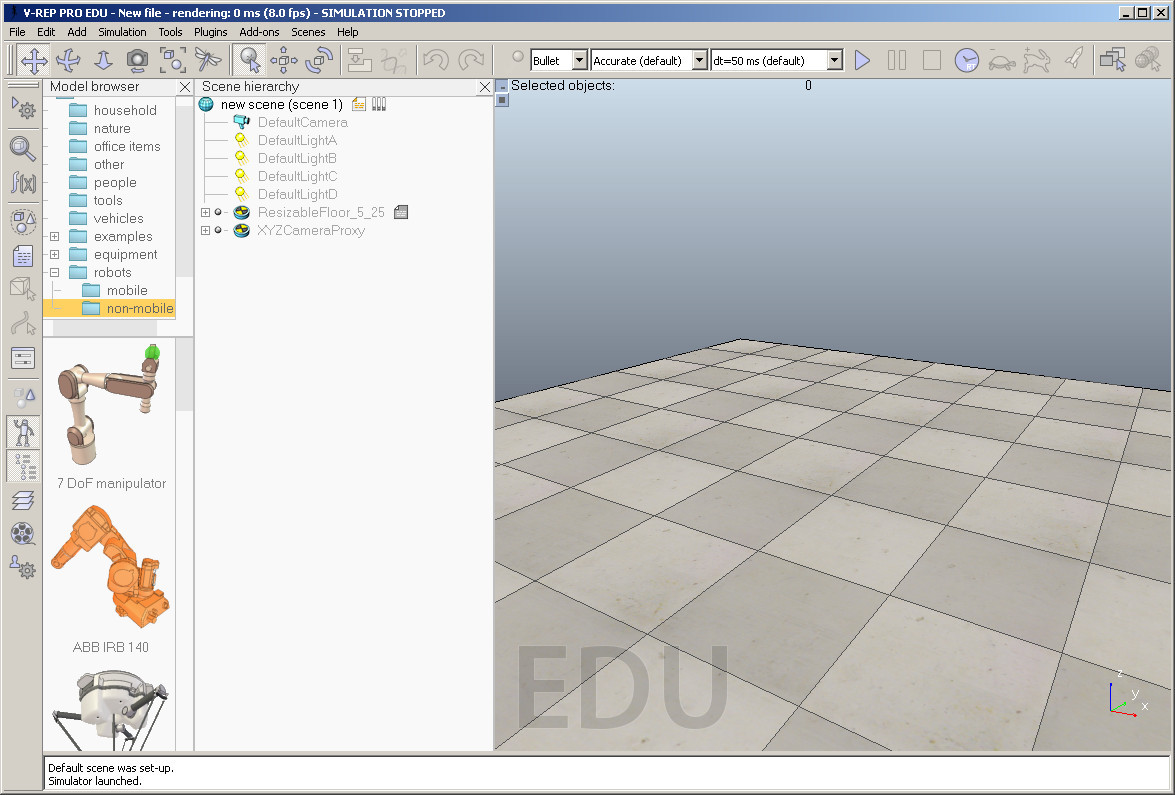 V-REP PRO EDU - New file - rendering: 0 ms (8.0 fps) - SIMULATION STOPPED
File Edit Add Simulation Tools Plugins Add-ons Scenes Help
Bullet Accurate (default) dt=50 ms (default) RT
Model browser
household
nature
office items
other
people
tools
vehicles
examples
equipment
robots
mobile
non-mobile
7 DoF manipulator
ABB IRB 140
Scene hierarchy
new scene (scene 1)
DefaultCamera
DefaultLightA
DefaultLightB
DefaultLightC
DefaultLightD
ResizableFloor_5_25
XYZCameraProxy
Selected objects: 0
f(x)
EDU
z
y
x
Default scene was set-up.
Simulator launched.